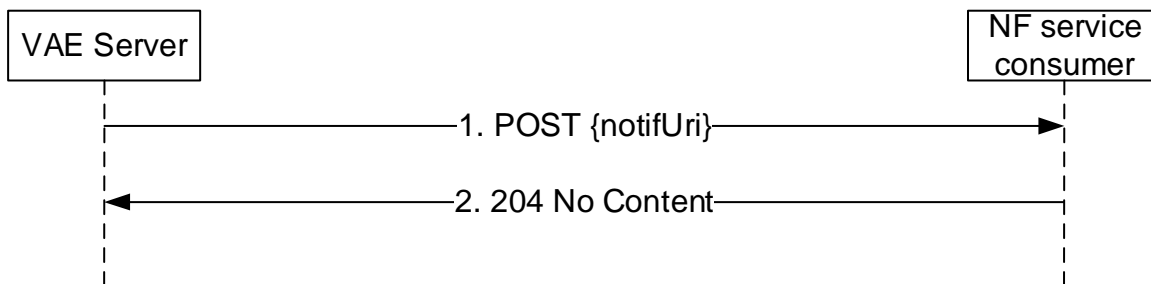 VAE Server
NF service
consumer
1. POST {notifUri}
2. 204 No Content